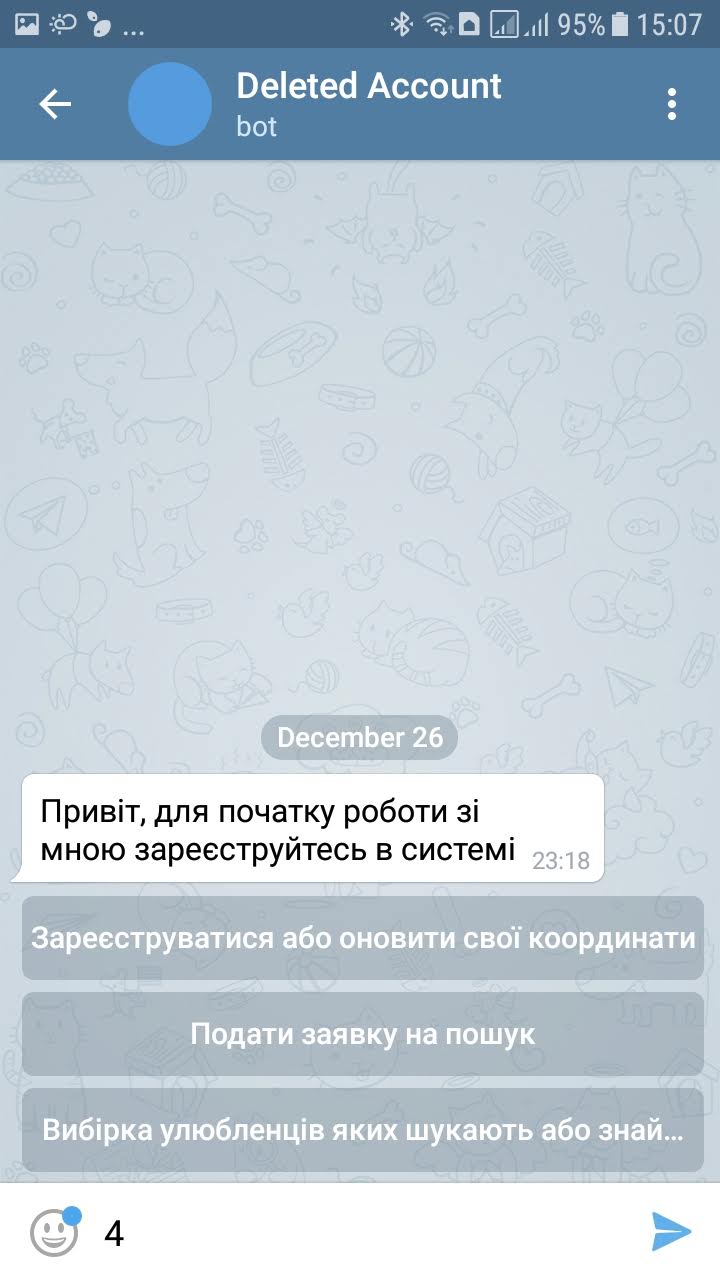 ... 95% 15:07
Deleted Account
bot
December 26
Привіт, для початку роботи зі
мною зареєструйтесь в системі 23:18
Зареєструватися або оновити свої координати
Подати заявку на пошук
Вибірка улюбленців яких шукають або знай...
4